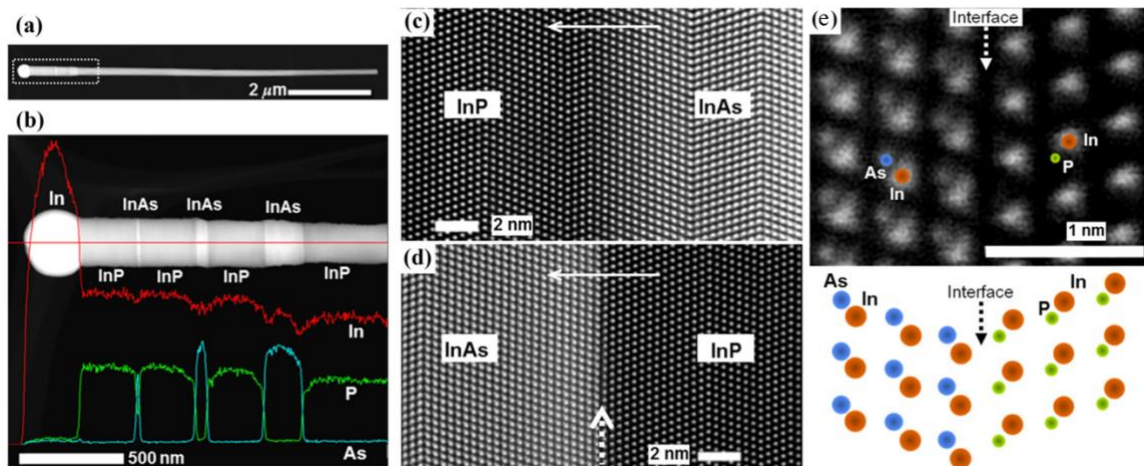 (a)
2 μm
(b)
In
InAs
InAs
InAs
InP
InP
InP
InP
In
P
As
500 nm
(c)
InP
InAs
2 nm
(d)
InAs
InP
2 nm
(e)
Interface
As
In
In
P
1 nm
As
In
Interface
P
In